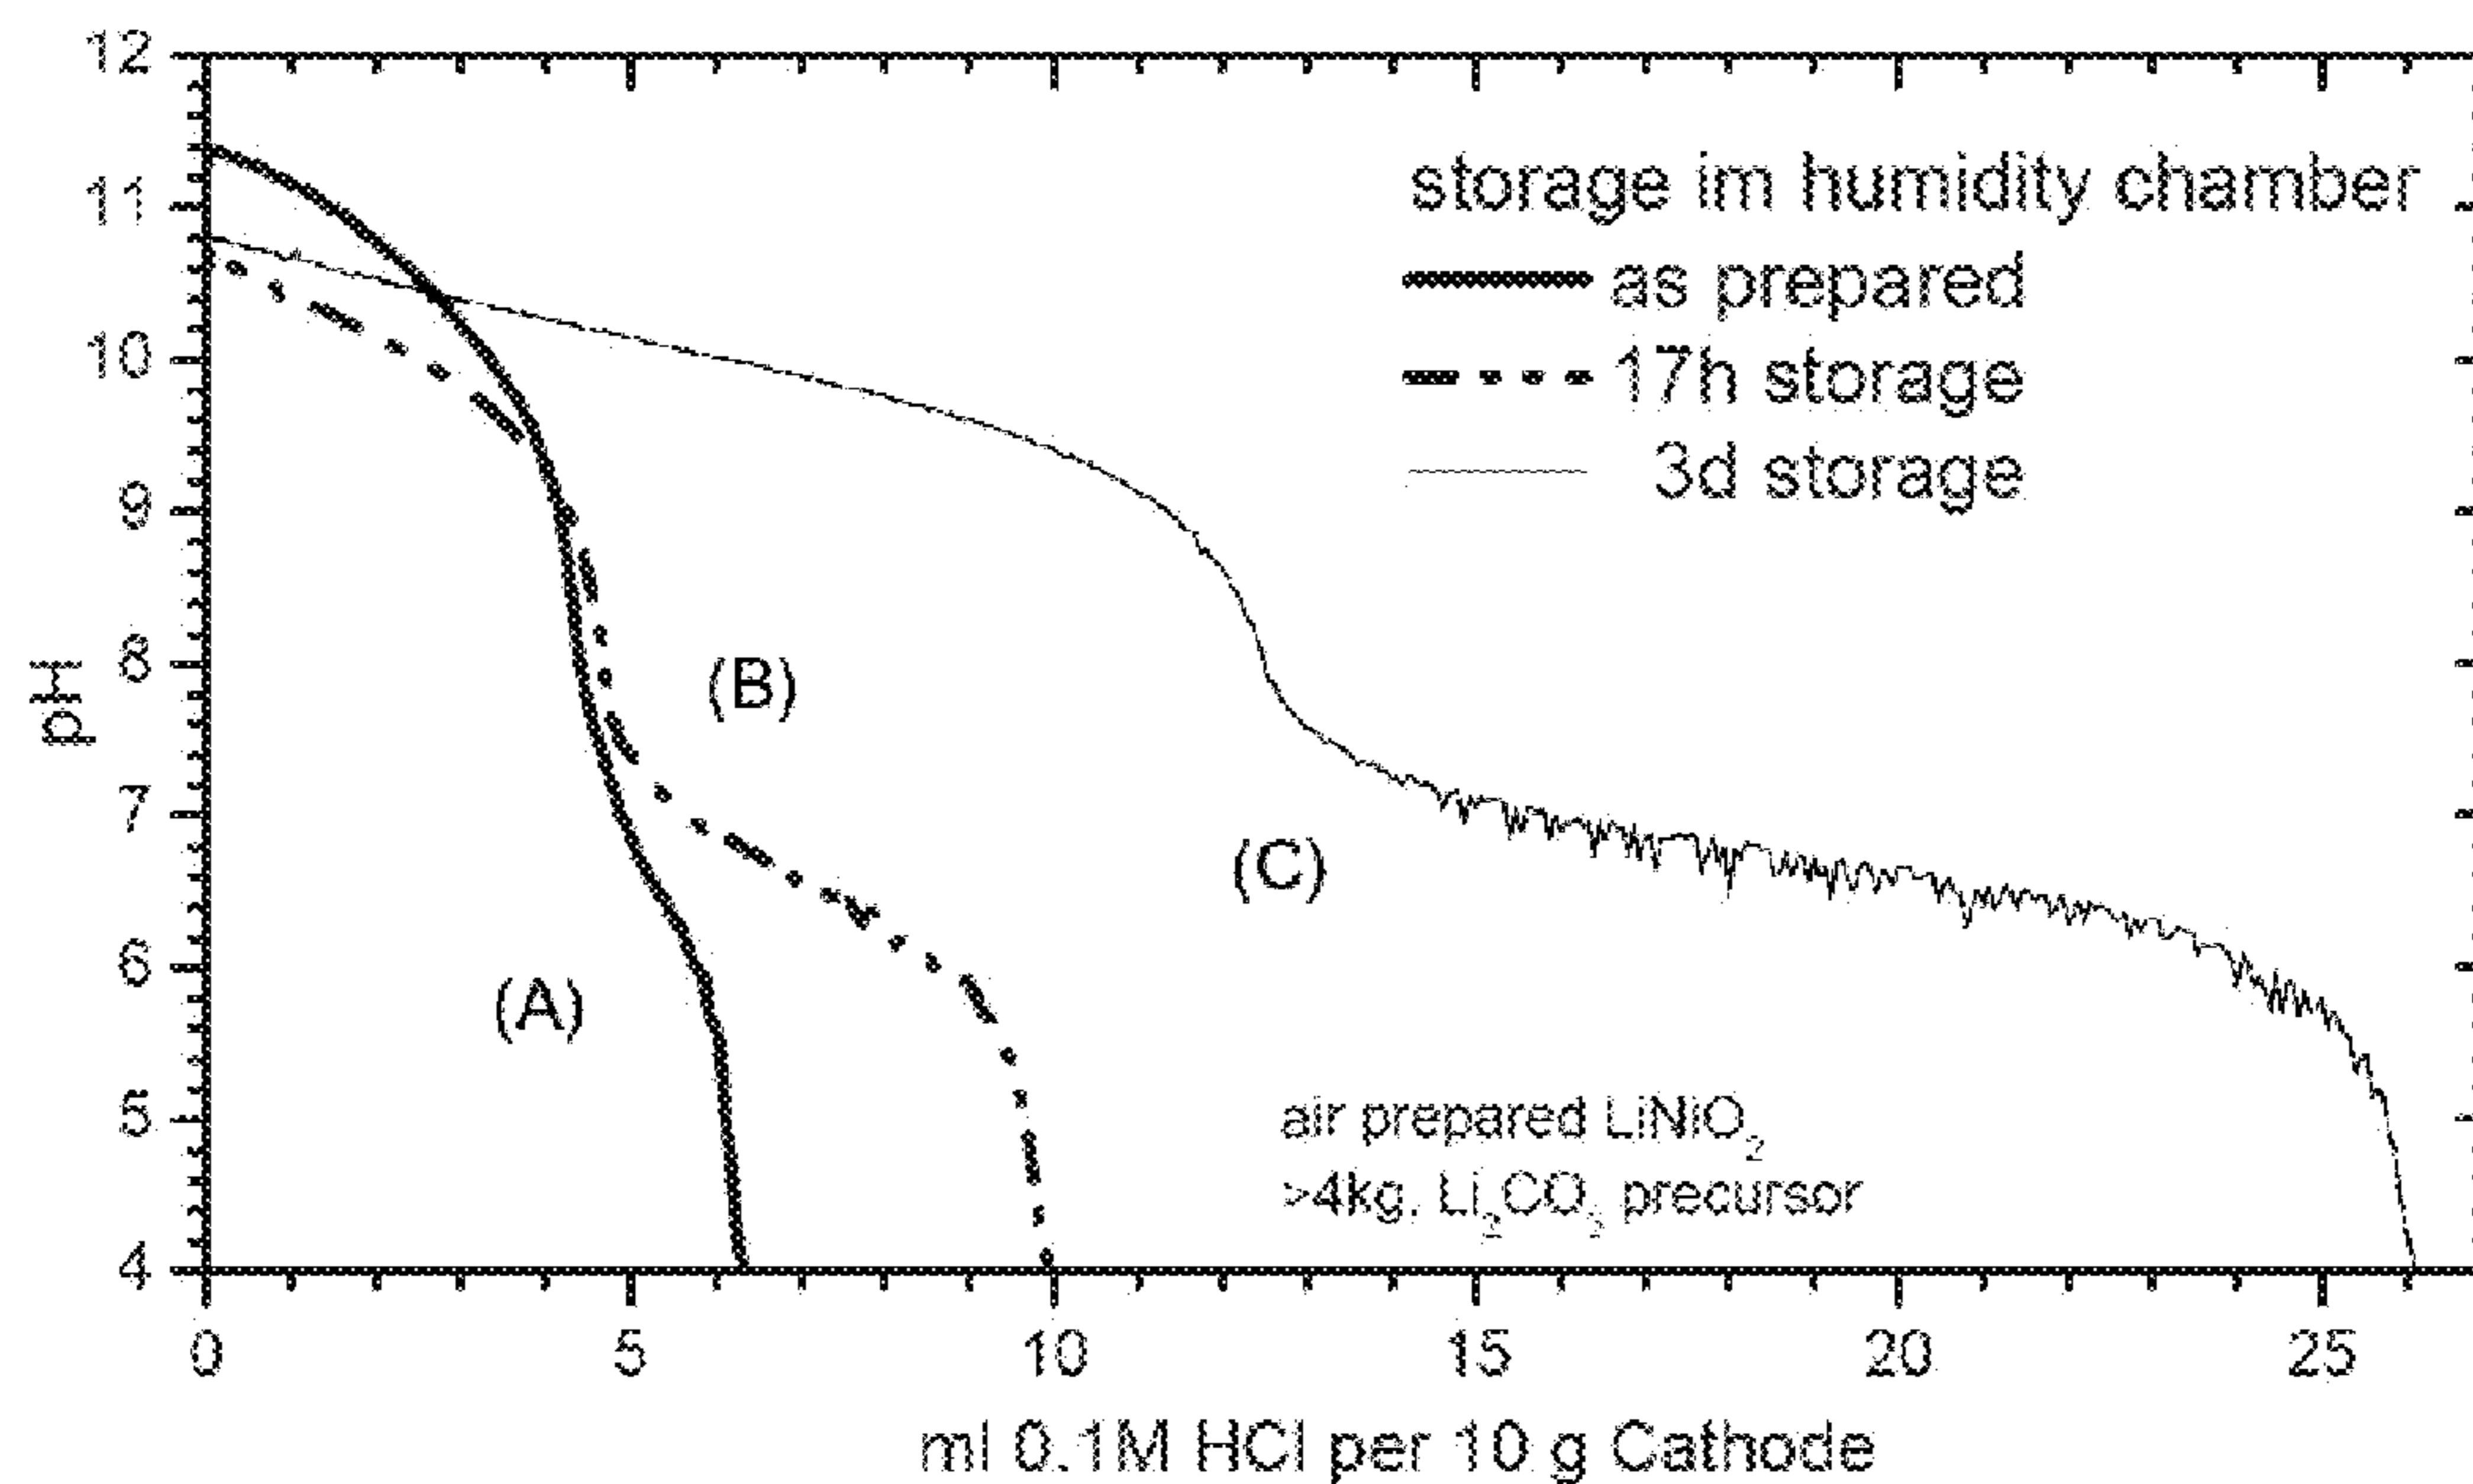 12
11
10
9
8
7
6
5
4
pH
storage im humidity chamber
as prepared
17h storage
3d storage
(A)
(B)
(C)
air prepared LiNiO₂
>4kg, Li₂CO₃ precursor
0 5 10 15 20 25
ml 0.1M HCl per 10 g Cathode